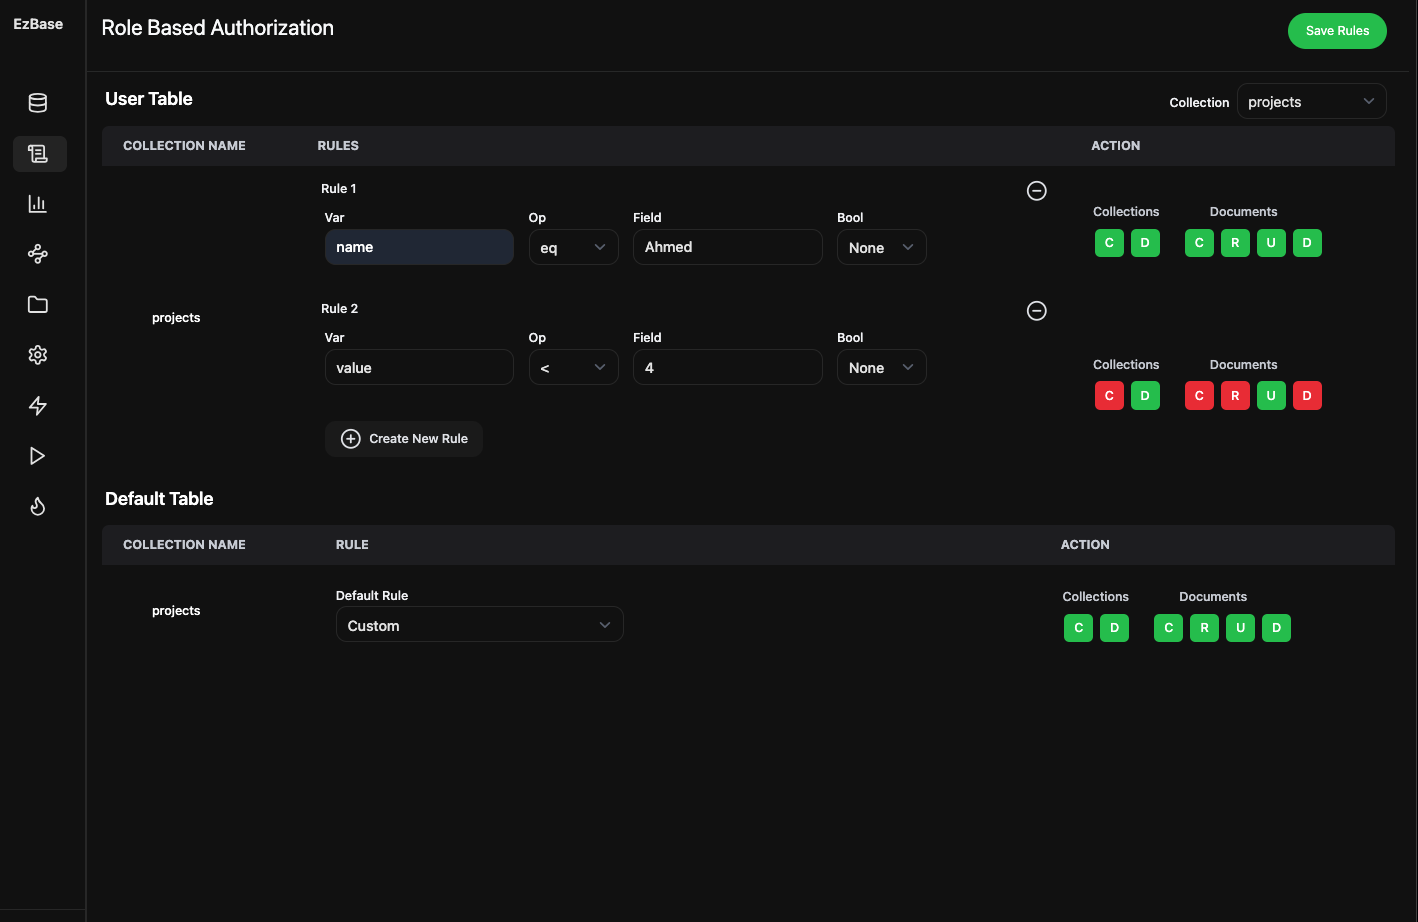 EzBase
Role Based Authorization
Save Rules
User Table
Collection projects
COLLECTION NAME RULES ACTION
Rule 1
Var Op Field Bool
name eq Ahmed None
Collections Documents
C D C R U D
projects
Rule 2
Var Op Field Bool
value < 4 None
Collections Documents
C D C R U D
Create New Rule
Default Table
COLLECTION NAME RULE ACTION
projects
Default Rule
Custom
Collections Documents
C D C R U D